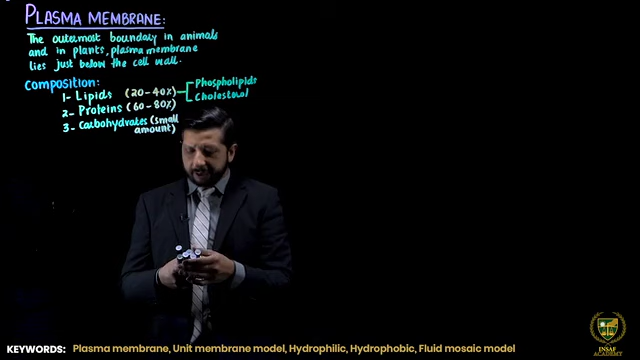 PLASMA MEMBRANE:
The outermost boundary in animals
and in plants, plasma membrane
lies just below the cell wall.
Composition:
1- Lipids (20-40%) Phospholipids
Cholesterol
2- Proteins (60-80%)
3- Carbohydrates (small
amount)
KEYWORDS: Plasma membrane, Unit membrane model, Hydrophilic, Hydrophobic, Fluid mosaic model
INSAF
ACADEMY